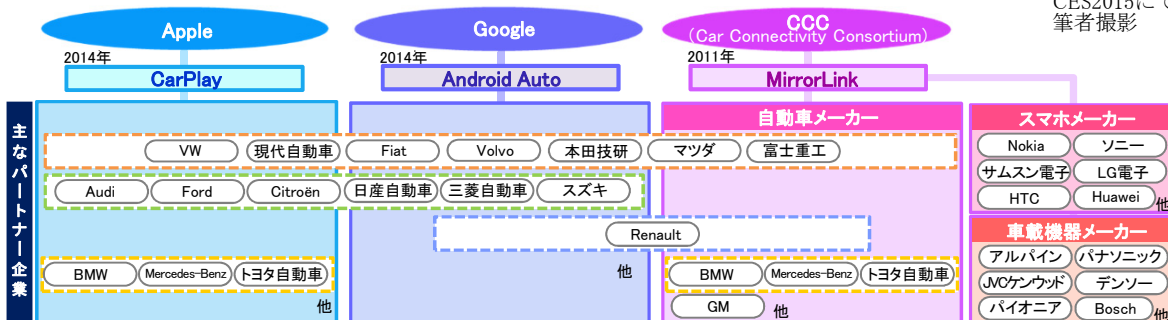 CES2015にて
筆者撮影
Apple
Google
CCC
(Car Connectivity Consortium)
2014年
2014年
2011年
CarPlay
Android Auto
MirrorLink
主なパートナー企業
自動車メーカー
スマホメーカー
VW 現代自動車 Fiat Volvo 本田技研 マツダ 富士重工
Audi Ford Citroën 日産自動車 三菱自動車 スズキ
Renault
BMW Mercedes-Benz トヨタ自動車
他
他
BMW Mercedes-Benz トヨタ自動車
GM 他
Nokia ソニー
サムスン電子 LG電子
HTC Huawei 他
車載機器メーカー
アルパイン パナソニック
JVCケンウッド デンソー
パイオニア Bosch 他